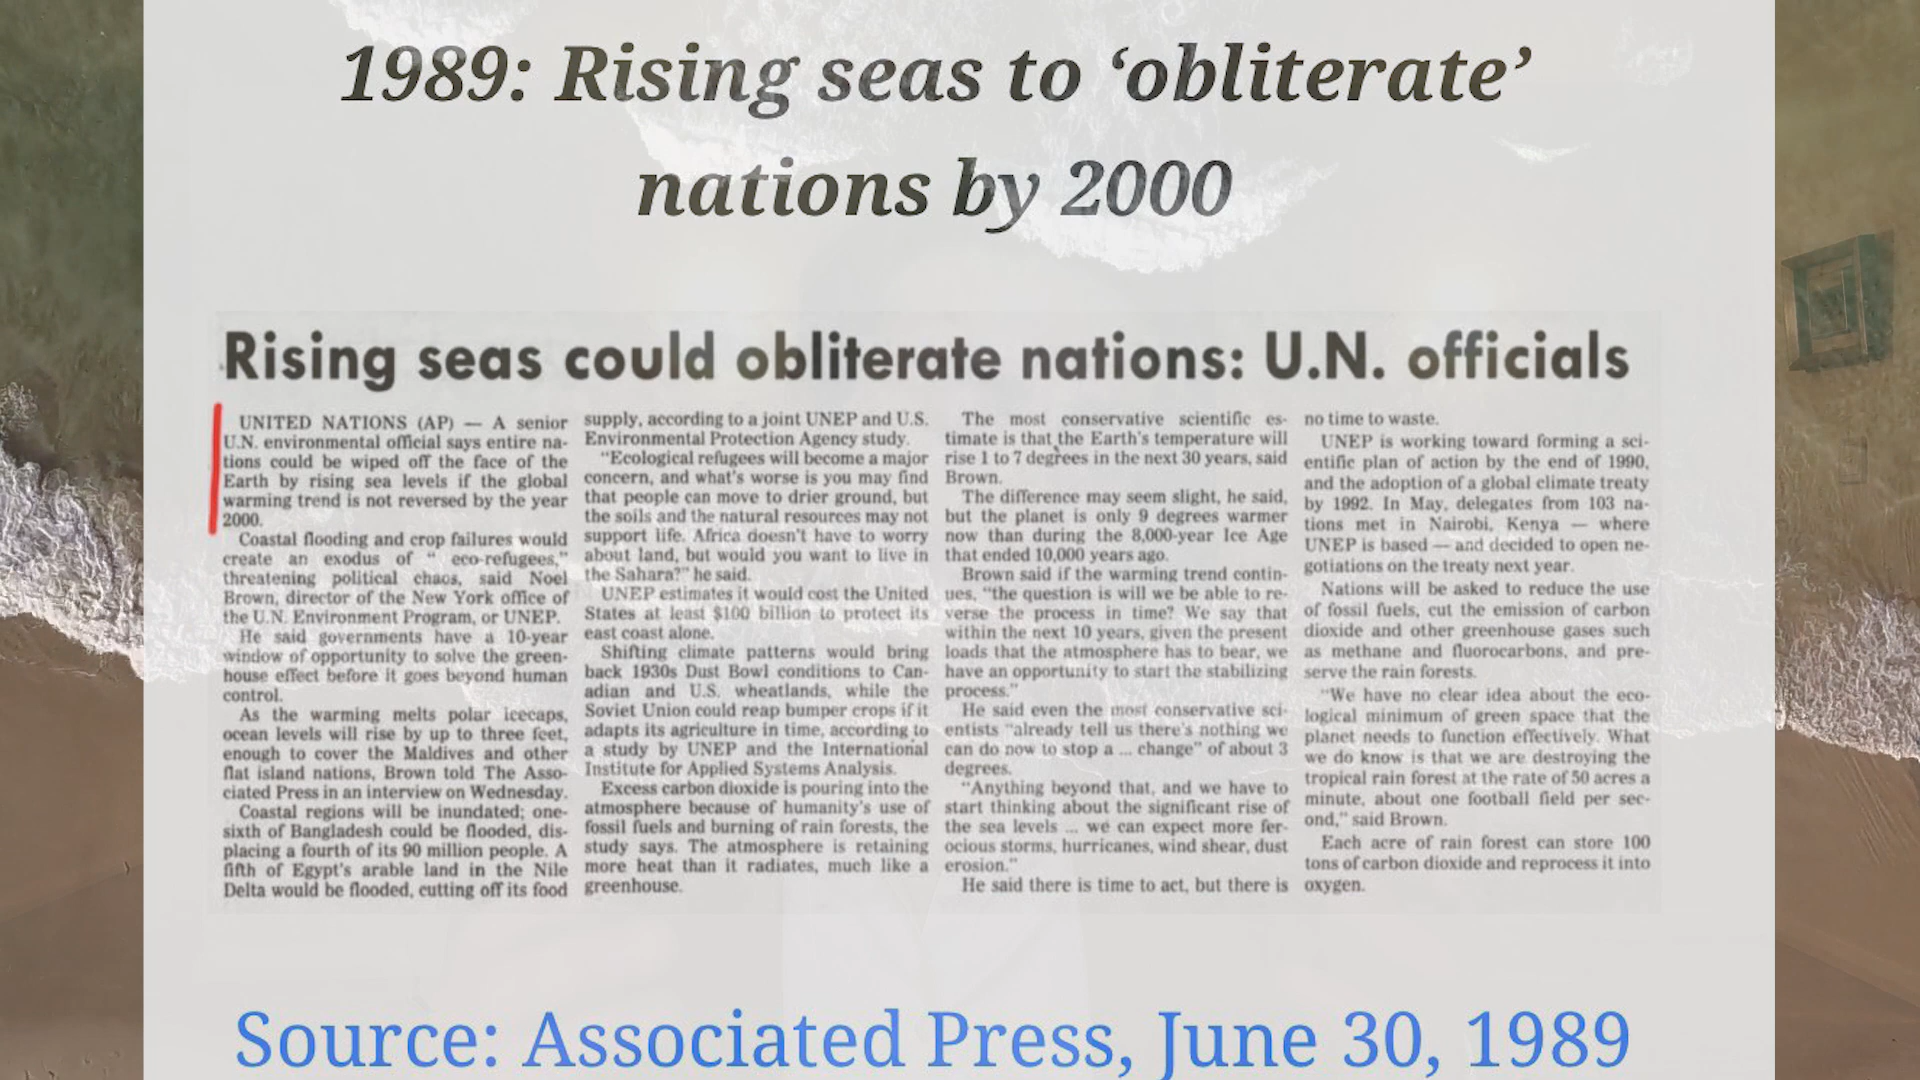 1989: Rising seas to ‘obliterate’
nations by 2000
Rising seas could obliterate nations: U.N. officials
UNITED NATIONS (AP) — A senior
U.N. environmental official says entire na-
tions could be wiped off the face of the
Earth by rising sea levels if the global
warming trend is not reversed by the year
2000.
Coastal flooding and crop failures would
create an exodus of “ eco-refugees,”
threatening political chaos, said Noel
Brown, director of the New York office of
the U.N. Environment Program, or UNEP.
He said governments have a 10-year
window of opportunity to solve the green-
house effect before it goes beyond human
control.
As the warming melts polar icecaps,
ocean levels will rise by up to three feet,
enough to cover the Maldives and other
flat island nations, Brown told The Asso-
ciated Press in an interview on Wednesday.
Coastal regions will be inundated; one-
sixth of Bangladesh could be flooded, dis-
placing a fourth of its 90 million people. A
fifth of Egypt's arable land in the Nile
Delta would be flooded, cutting off its food
supply, according to a joint UNEP and U.S.
Environmental Protection Agency study.
“Ecological refugees will become a major
concern, and what's worse is you may find
that people can move to drier ground, but
the soils and the natural resources may not
support life. Africa doesn't have to worry
about land, but would you want to live in
the Sahara?” he said.
UNEP estimates it would cost the United
States at least $100 billion to protect its
east coast alone.
Shifting climate patterns would bring
back 1930s Dust Bowl conditions to Can-
adian and U.S. wheatlands, while the
Soviet Union could reap bumper crops if it
adapts its agriculture in time, according to
a study by UNEP and the International
Institute for Applied Systems Analysis.
Excess carbon dioxide is pouring into the
atmosphere because of humanity's use of
fossil fuels and burning of rain forests, the
study says. The atmosphere is retaining
more heat than it radiates, much like a
greenhouse.
The most conservative scientific es-
timate is that the Earth's temperature will
rise 1 to 7 degrees in the next 30 years, said
Brown.
The difference may seem slight, he said,
but the planet is only 9 degrees warmer
now than during the 8,000-year Ice Age
that ended 10,000 years ago.
Brown said if the warming trend contin-
ues, “the question is will we be able to re-
verse the process in time? We say that
within the next 10 years, given the present
loads that the atmosphere has to bear, we
have an opportunity to start the stabilizing
process.”
He said even the most conservative sci-
entists “already tell us there's nothing we
can do now to stop a ... change” of about 3
degrees.
“Anything beyond that, and we have to
start thinking about the significant rise of
the sea levels ... we can expect more fer-
ocious storms, hurricanes, wind shear, dust
erosion.”
He said there is time to act, but there is
no time to waste.
UNEP is working toward forming a sci-
entific plan of action by the end of 1990,
and the adoption of a global climate treaty
by 1992. In May, delegates from 103 na-
tions met in Nairobi, Kenya — where
UNEP is based — and decided to open ne-
gotiations on the treaty next year.
Nations will be asked to reduce the use
of fossil fuels, cut the emission of carbon
dioxide and other greenhouse gases such
as methane and fluorocarbons, and pre-
serve the rain forests.
“We have no clear idea about the eco-
logical minimum of green space that the
planet needs to function effectively. What
we do know is that we are destroying the
tropical rain forest at the rate of 50 acres a
minute, about one football field per sec-
ond,” said Brown.
Each acre of rain forest can store 100
tons of carbon dioxide and reprocess it into
oxygen.
Source: Associated Press, June 30, 1989